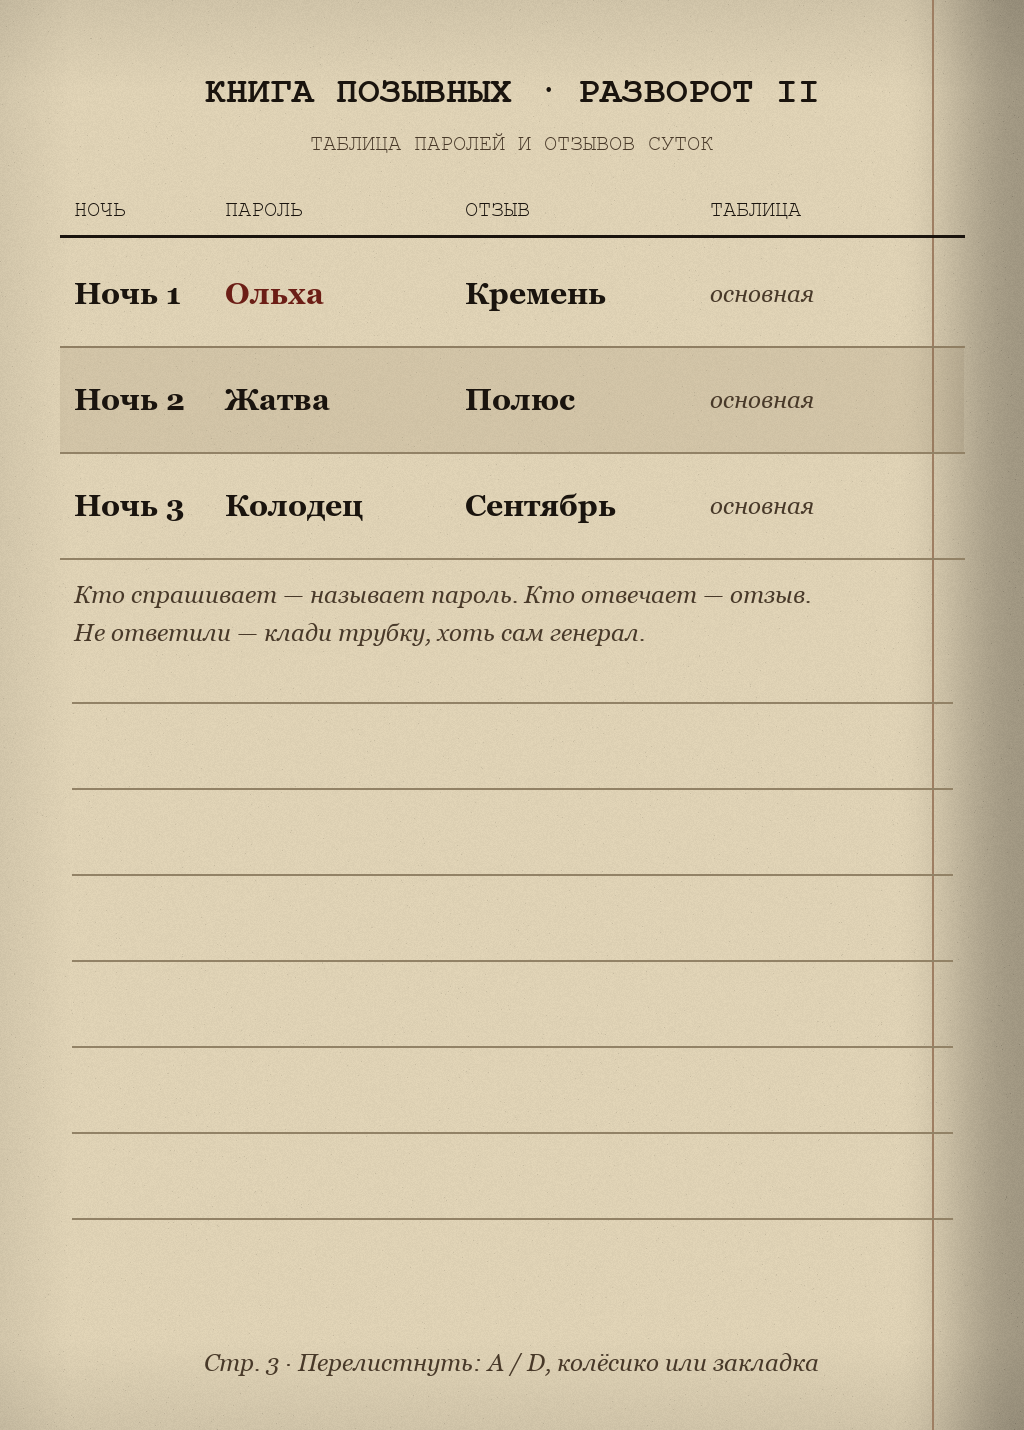 КНИГА ПОЗЫВНЫХ · РАЗВОРОТ II
ТАБЛИЦА ПАРОЛЕЙ И ОТЗЫВОВ СУТОК
НОЧЬ ПАРОЛЬ ОТЗЫВ ТАБЛИЦА
Ночь 1 Ольха Кремень основная
Ночь 2 Жатва Полюс основная
Ночь 3 Колодец Сентябрь основная
Кто спрашивает — называет пароль. Кто отвечает — отзыв.
Не ответили — клади трубку, хоть сам генерал.
Стр. 3 · Перелистнуть: A / D, колёсико или закладка